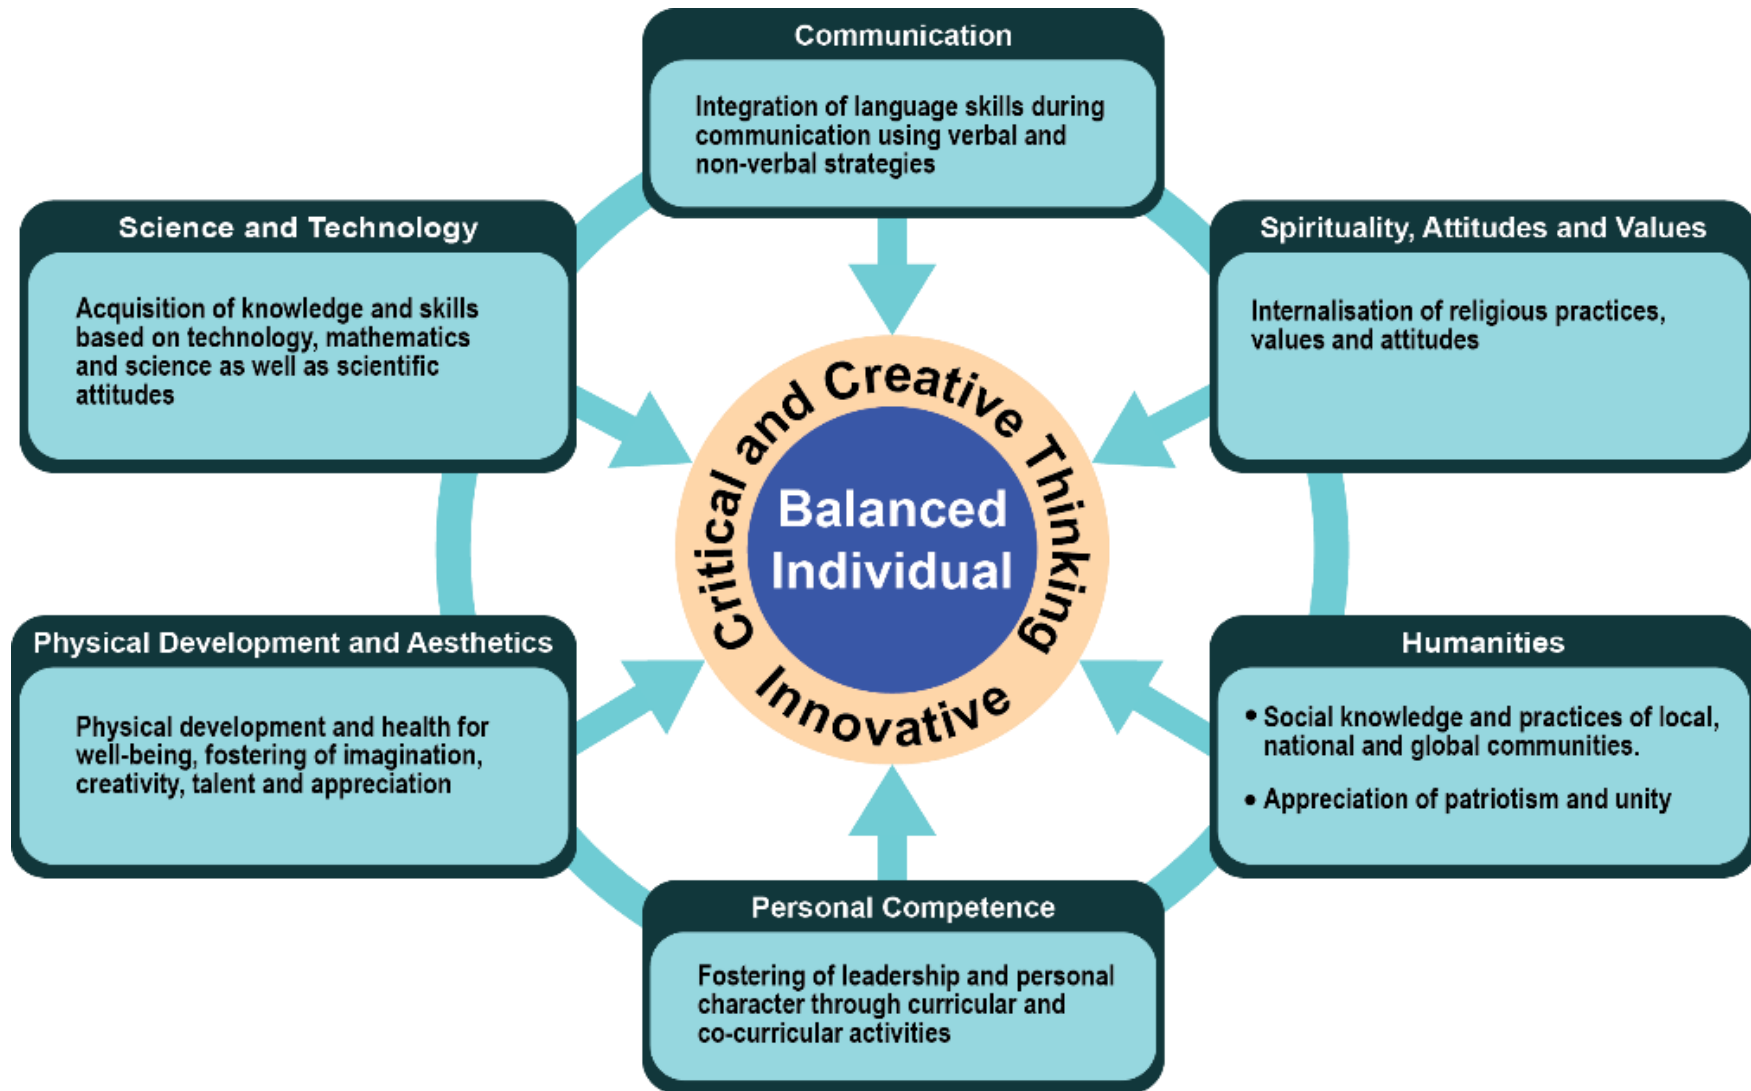 Communication
Integration of language skills during
communication using verbal and
non-verbal strategies
Science and Technology
Acquisition of knowledge and skills
based on technology, mathematics
and science as well as scientific
attitudes
Spirituality, Attitudes and Values
Internalisation of religious practices,
values and attitudes
Critical and Creative Thinking
Innovative
Balanced
Individual
Physical Development and Aesthetics
Physical development and health for
well-being, fostering of imagination,
creativity, talent and appreciation
Humanities
• Social knowledge and practices of local,
national and global communities.
• Appreciation of patriotism and unity
Personal Competence
Fostering of leadership and personal
character through curricular and
co-curricular activities